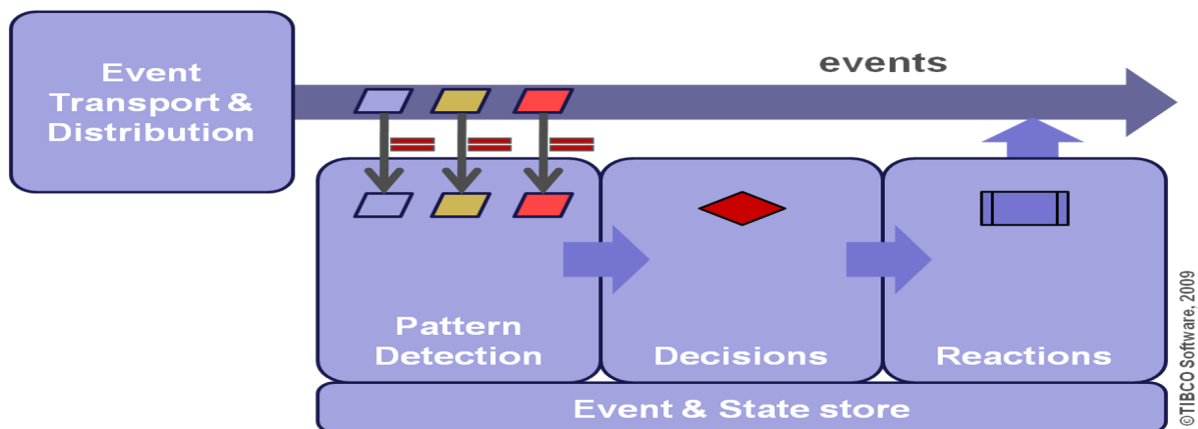 Event
Transport &
Distribution
events
Pattern
Detection
Decisions
Reactions
Event & State store
©TIBCO Software, 2009